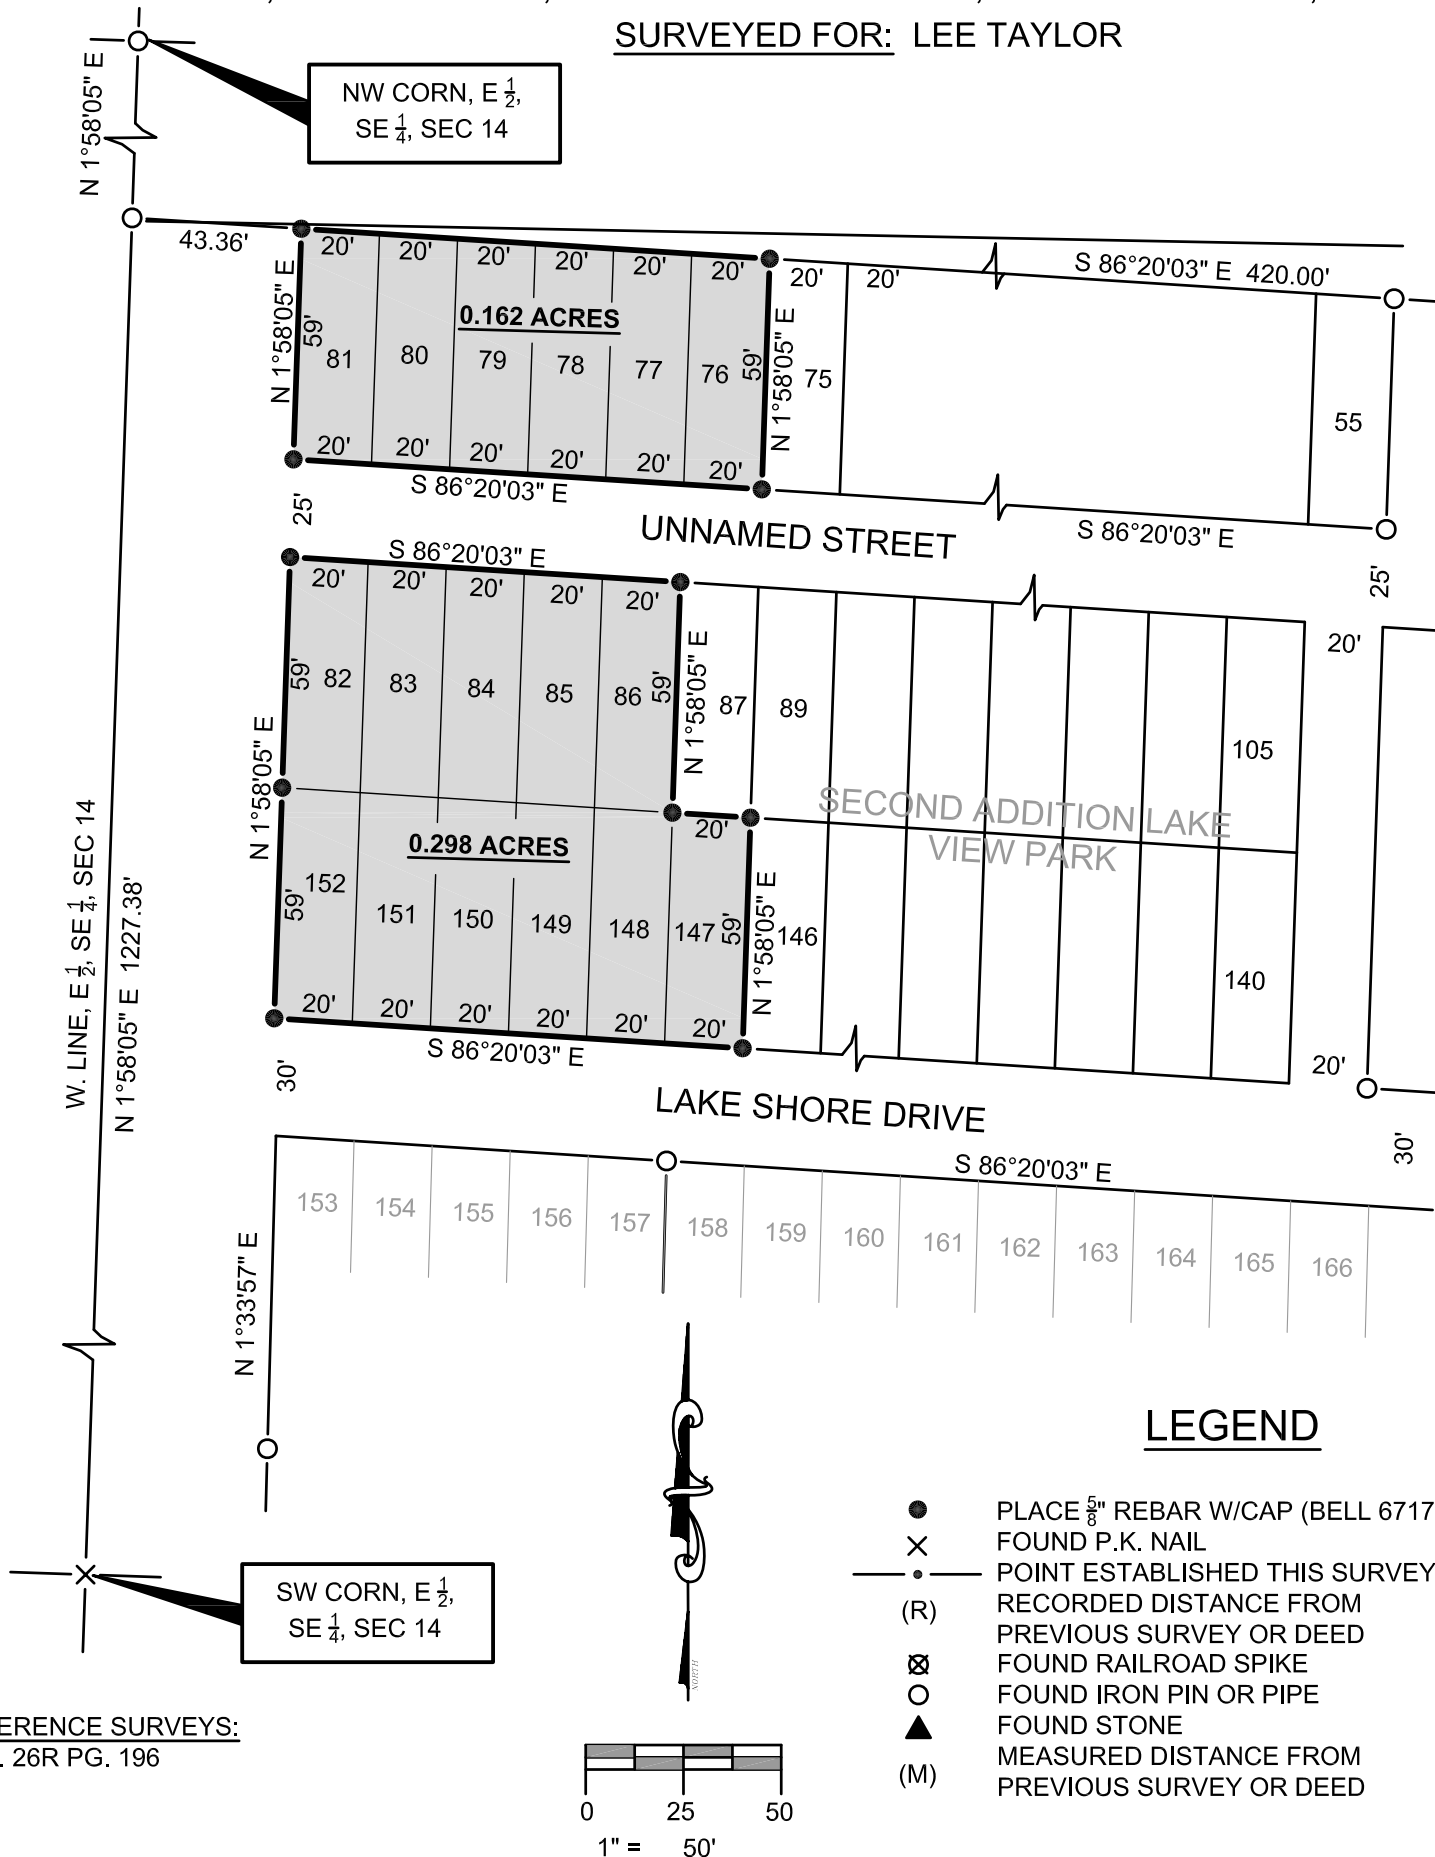 SURVEYED FOR: LEE TAYLOR
N 1°58'05" E
NW CORN, E 1/2,
SE 1/4, SEC 14
43.36'
20' 20' 20' 20' 20' 20' 20' 20'
S 86°20'03" E 420.00'
N 1°58'05" E
59'
0.162 ACRES
81 80 79 78 77 76
59'
N 1°58'05" E
75
55
20' 20' 20' 20' 20' 20'
S 86°20'03" E
25'
UNNAMED STREET
S 86°20'03" E
25'
S 86°20'03" E
20' 20' 20' 20' 20'
20'
59'
82 83 84 85 86
59'
N 1°58'05" E
87 89
105
N 1°58'05" E
SECOND ADDITION LAKE
VIEW PARK
0.298 ACRES
20'
W. LINE, E 1/2, SE 1/4, SEC 14
N 1°58'05" E 1227.38'
59'
152 151 150 149 148 147
59'
N 1°58'05" E
146
140
20' 20' 20' 20' 20' 20'
S 86°20'03" E
20'
30'
LAKE SHORE DRIVE
30'
S 86°20'03" E
153 154 155 156 157 158 159 160 161 162 163 164 165 166
N 1°33'57" E
NORTH
SW CORN, E 1/2,
SE 1/4, SEC 14
LEGEND
PLACE 5/8" REBAR W/CAP (BELL 6717
FOUND P.K. NAIL
POINT ESTABLISHED THIS SURVEY
(R) RECORDED DISTANCE FROM
PREVIOUS SURVEY OR DEED
FOUND RAILROAD SPIKE
FOUND IRON PIN OR PIPE
FOUND STONE
(M) MEASURED DISTANCE FROM
PREVIOUS SURVEY OR DEED
ERENCE SURVEYS:
. 26R PG. 196
0 25 50
1" = 50'